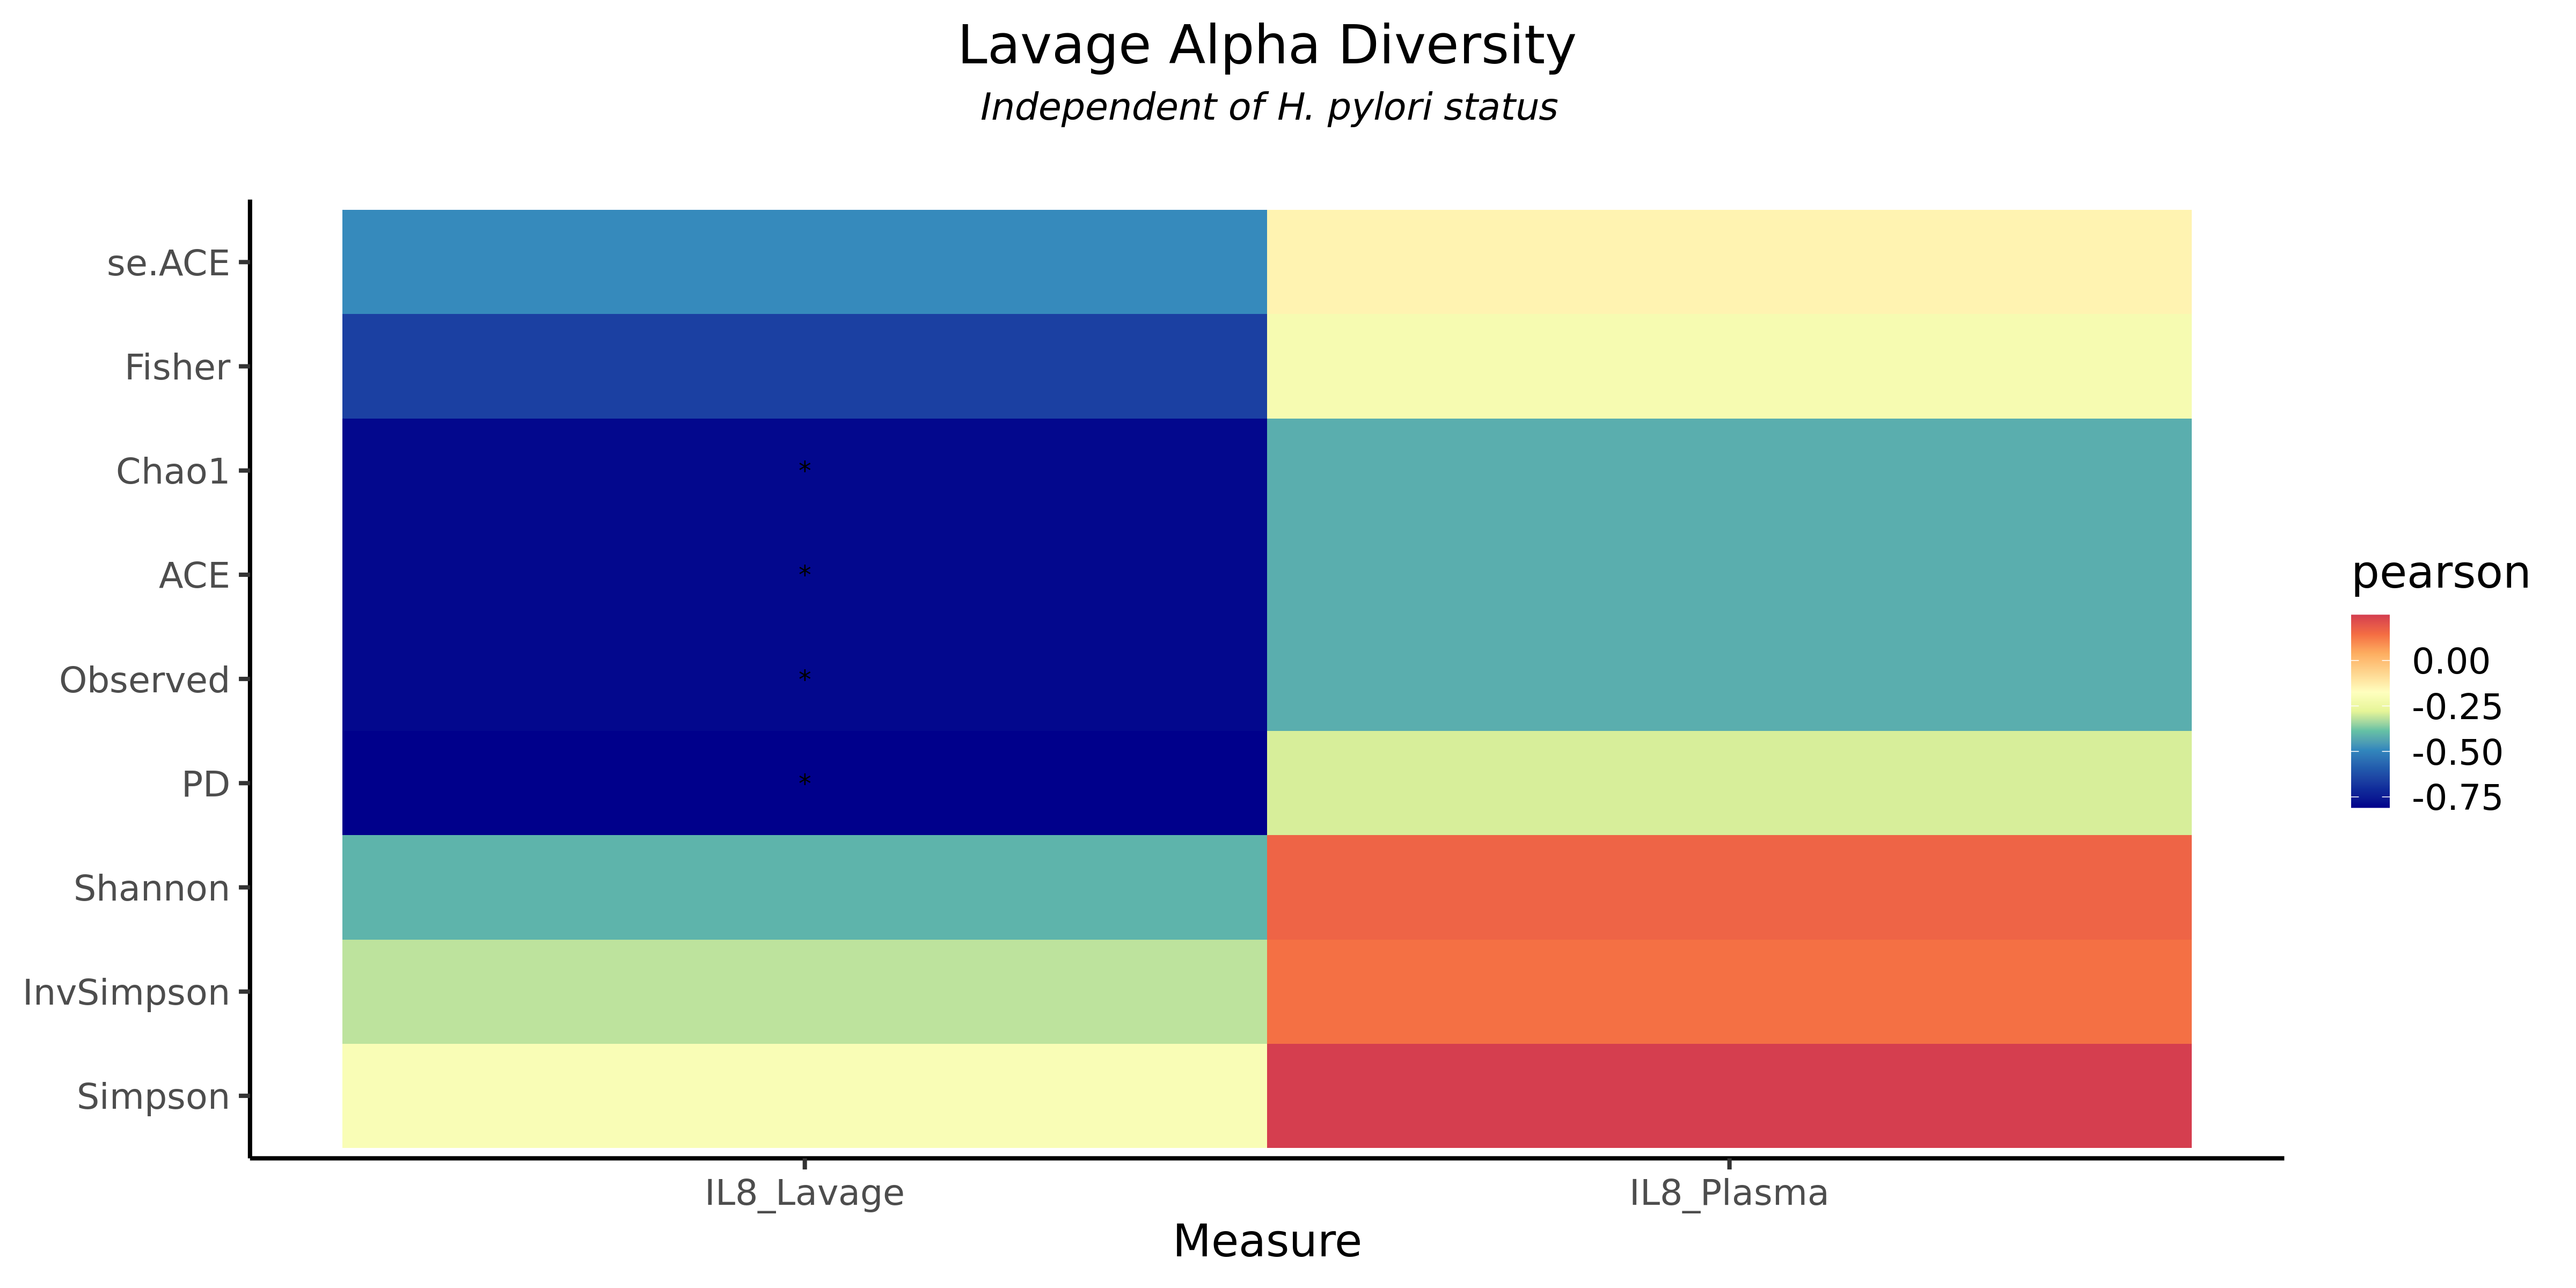 Lavage Alpha Diversity
Independent of H. pylori status
se.ACE
Fisher
Chao1 *
ACE *
Observed *
PD *
Shannon
InvSimpson
Simpson
IL8_Lavage IL8_Plasma
Measure
pearson
0.00
-0.25
-0.50
-0.75